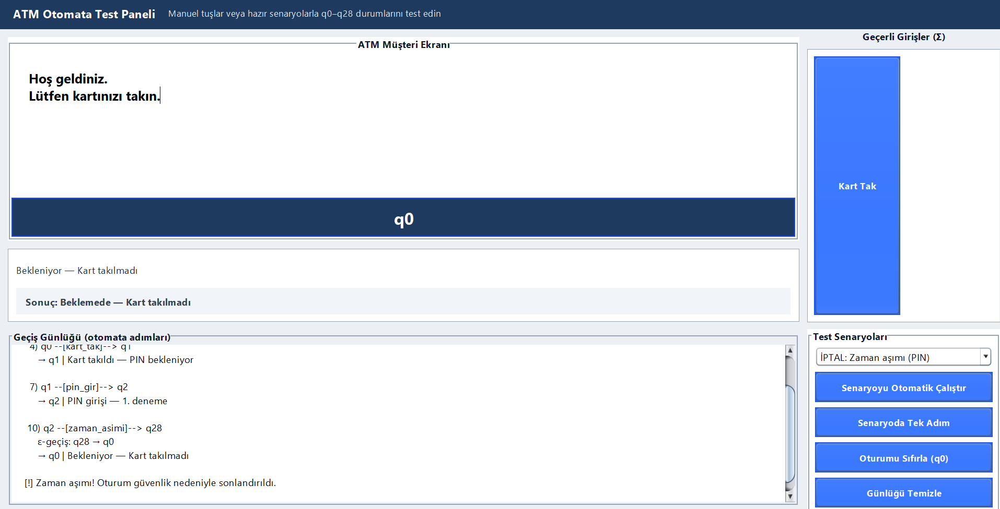 ATM Otomata Test Paneli
Manuel tuşlar veya hazır senaryolarla q0–q28 durumlarını test edin
ATM Müşteri Ekranı
Hoş geldiniz.
Lütfen kartınızı takın.
q0
Bekleniyor — Kart takılmadı
Sonuç: Beklemede — Kart takılmadı
Geçiş Günlüğü (otomata adımları)
4) q0 --[kart_tak]--> q1
→ q1 | Kart takıldı — PIN bekleniyor
7) q1 --[pin_gir]--> q2
→ q2 | PIN girişi — 1. deneme
10) q2 --[zaman_asimi]--> q28
ε-geçiş: q28 → q0
→ q0 | Bekleniyor — Kart takılmadı
[!] Zaman aşımı! Oturum güvenlik nedeniyle sonlandırıldı.
Geçerli Girişler (Σ)
Kart Tak
Test Senaryoları
İPTAL: Zaman aşımı (PIN)
Senaryoyu Otomatik Çalıştır
Senaryoda Tek Adım
Oturumu Sıfırla (q0)
Günlüğü Temizle